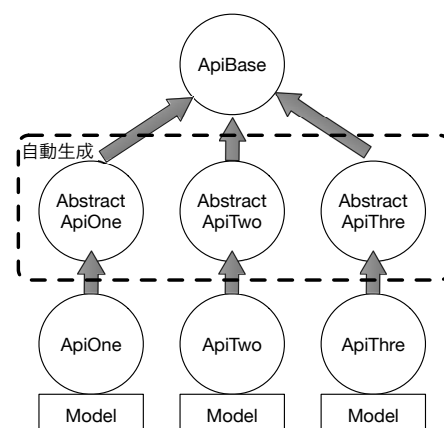 ApiBase
自動生成
Abstract
ApiOne
Abstract
ApiTwo
Abstract
ApiThre
ApiOne
ApiTwo
ApiThre
Model
Model
Model